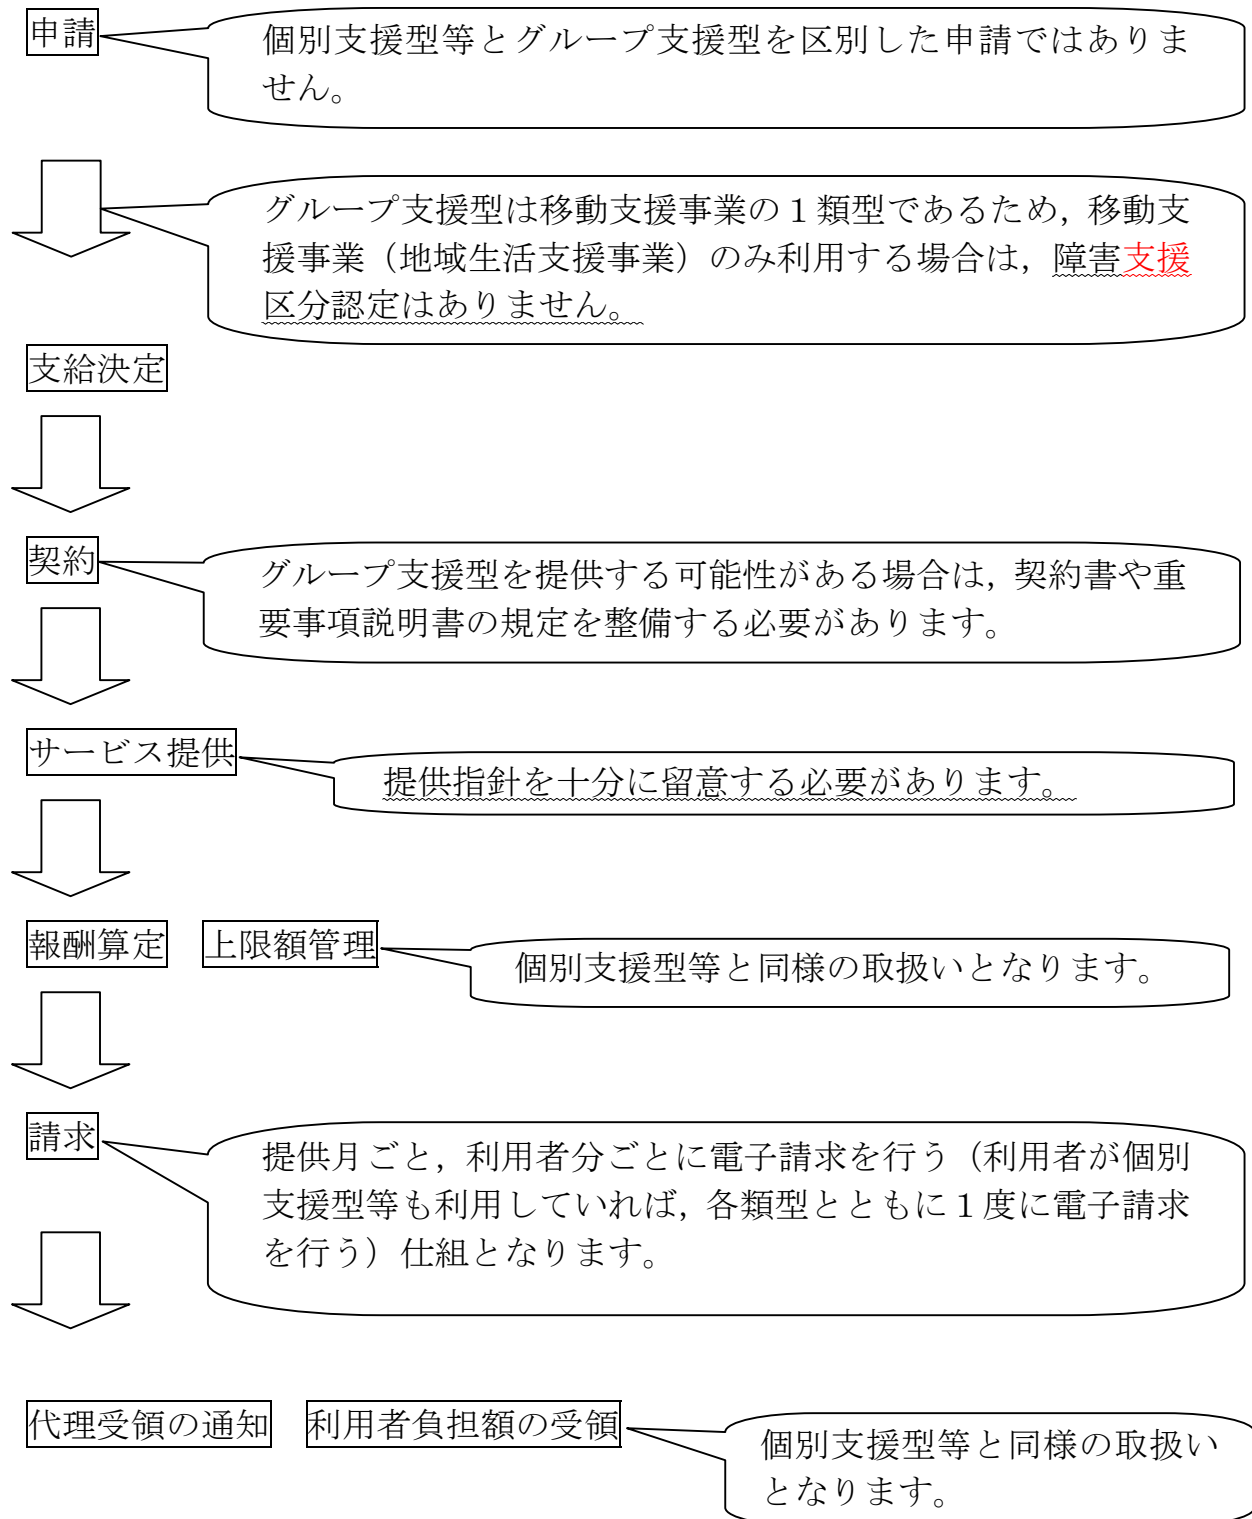 申請
個別支援型等とグループ支援型を区別した申請ではありま
せん。
グループ支援型は移動支援事業の１類型であるため，移動支
援事業（地域生活支援事業）のみ利用する場合は，障害支援
区分認定はありません。
支給決定
契約
グループ支援型を提供する可能性がある場合は，契約書や重
要事項説明書の規定を整備する必要があります。
サービス提供
提供指針を十分に留意する必要があります。
報酬算定　上限額管理
個別支援型等と同様の取扱いとなります。
請求
提供月ごと，利用者分ごとに電子請求を行う（利用者が個別
支援型等も利用していれば，各類型とともに１度に電子請求
を行う）仕組となります。
代理受領の通知　利用者負担額の受領
個別支援型等と同様の取扱い
となります。